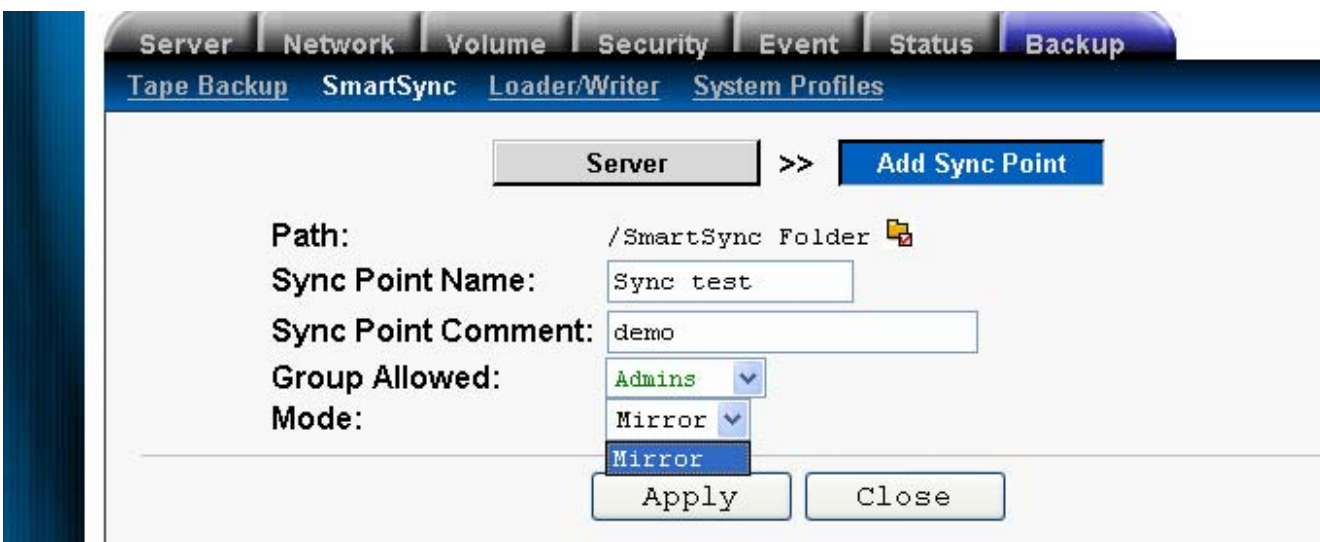 Server Network Volume Security Event Status Backup
Tape Backup SmartSync Loader/Writer System Profiles
Server >> Add Sync Point
Path: /SmartSync Folder
Sync Point Name: Sync test
Sync Point Comment: demo
Group Allowed: Admins
Mode: Mirror
Mirror
Apply Close